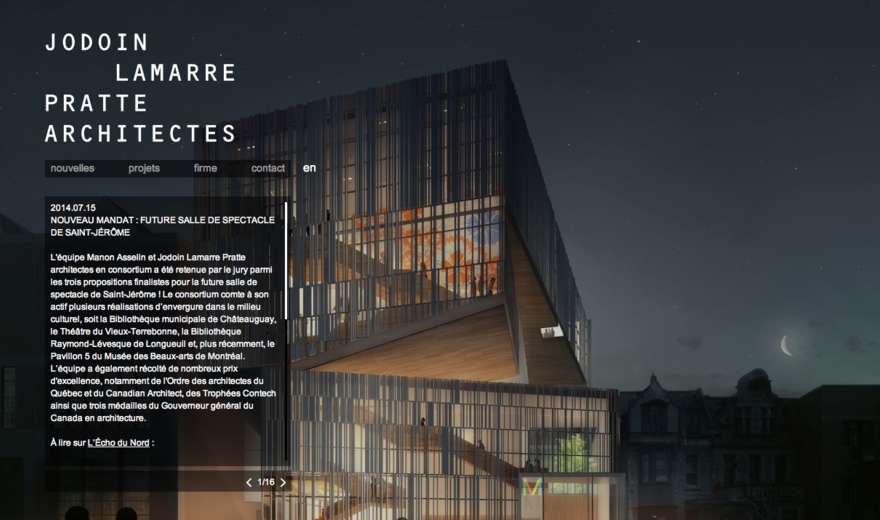 JODOIN
LAMARRE
PRATTE
ARCHITECTES
nouvelles projets firme contact en
2014.07.15
NOUVEAU MANDAT : FUTURE SALLE DE SPECTACLE
DE SAINT-JÉRÔME
L'équipe Manon Asselin et Jodoin Lamarre Pratte
architectes en consortium a été retenue par le jury parmi
les trois propositions finalistes pour la future salle de
spectacle de Saint-Jérôme ! Le consortium comte à son
actif plusieurs réalisations d'envergure dans le milieu
culturel, soit la Bibliothèque municipale de Châteauguay,
le Théâtre du Vieux-Terrebonne, la Bibliothèque
Raymond-Lévesque de Longueuil et, plus récemment, le
Pavillon 5 du Musée des Beaux-arts de Montréal.
L'équipe a également récolté de nombreux prix
d'excellence, notamment de l'Ordre des architectes du
Québec et du Canadian Architect, des Trophées Contech
ainsi que trois médailles du Gouverneur général du
Canada en architecture.
À lire sur L'Écho du Nord :
1/16